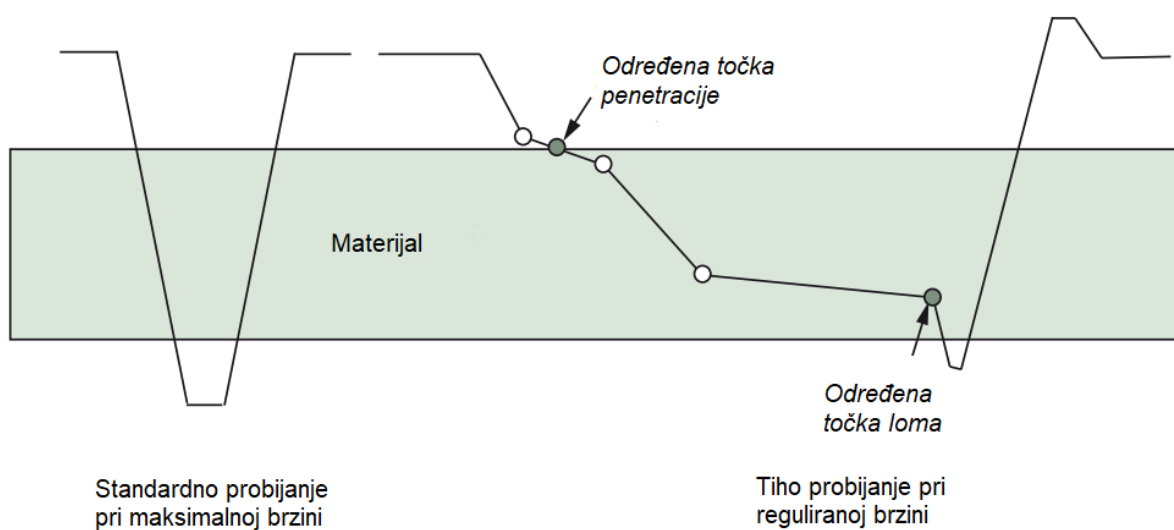 Određena točka
penetracije
Materijal
Određena
točka loma
Standardno probijanje
pri maksimalnoj brzini
Tiho probijanje pri
reguliranoj brzini